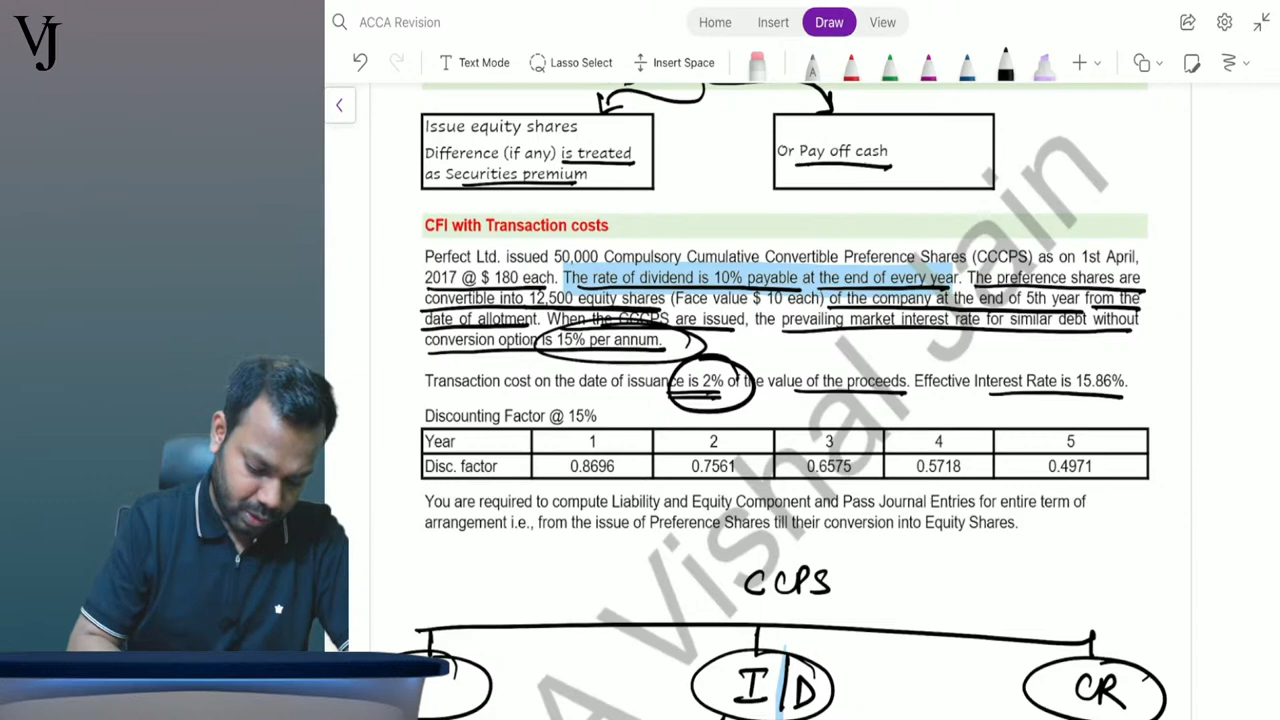 VJ
ACCA Revision
Home Insert Draw View
Text Mode Lasso Select Insert Space
Issue equity shares
Difference (if any) is treated
as Securities premium
Or Pay off cash
CFI with Transaction costs
Perfect Ltd. issued 50,000 Compulsory Cumulative Convertible Preference Shares (CCCPS) as on 1st April,
2017 @ $ 180 each. The rate of dividend is 10% payable at the end of every year. The preference shares are
convertible into 12,500 equity shares (Face value $ 10 each) of the company at the end of 5th year from the
date of allotment. When the CCCPS are issued, the prevailing market interest rate for similar debt without
conversion option is 15% per annum.
Transaction cost on the date of issuance is 2% of the value of the proceeds. Effective Interest Rate is 15.86%.
Discounting Factor @ 15%
Year 1 2 3 4 5
Disc. factor 0.8696 0.7561 0.6575 0.5718 0.4971
You are required to compute Liability and Equity Component and Pass Journal Entries for entire term of
arrangement i.e., from the issue of Preference Shares till their conversion into Equity Shares.
CCPS
I D CR
A Vishal Jain